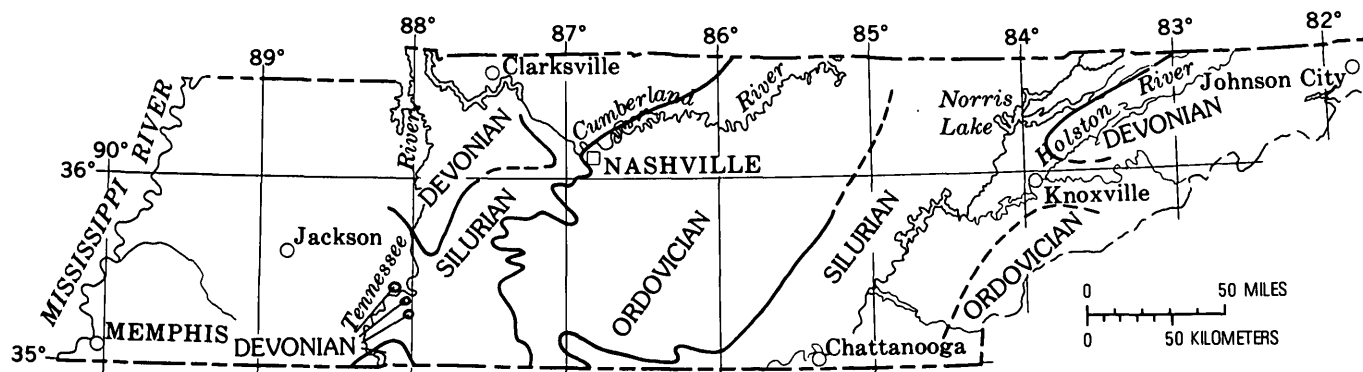 88°
87°
86°
85°
84°
83°
82°
89°
Clarksville
Cumberland
River
Norris
Lake
Holston
River
Johnson City
DEVONIAN
MISSISSIPPI RIVER
River
DEVONIAN
NASHVILLE
36°
90°
Knoxville
SILURIAN
Jackson
Tennessee
ORDOVICIAN
SILURIAN
ORDOVICIAN
0 50 MILES
0 50 KILOMETERS
MEMPHIS
DEVONIAN
35°
Chattanooga